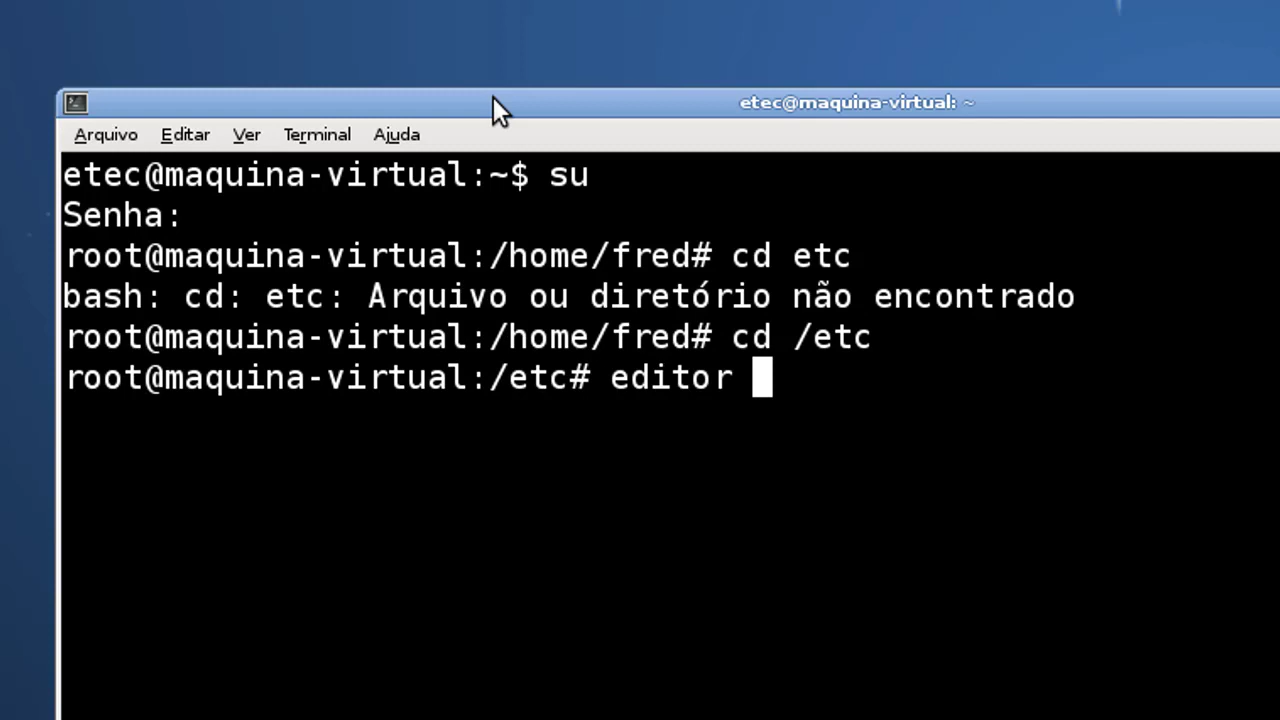 etec@maquina-virtual: ~
Arquivo Editar Ver Terminal Ajuda
etec@maquina-virtual:~$ su
Senha:
root@maquina-virtual:/home/fred# cd etc
bash: cd: etc: Arquivo ou diretório não encontrado
root@maquina-virtual:/home/fred# cd /etc
root@maquina-virtual:/etc# editor